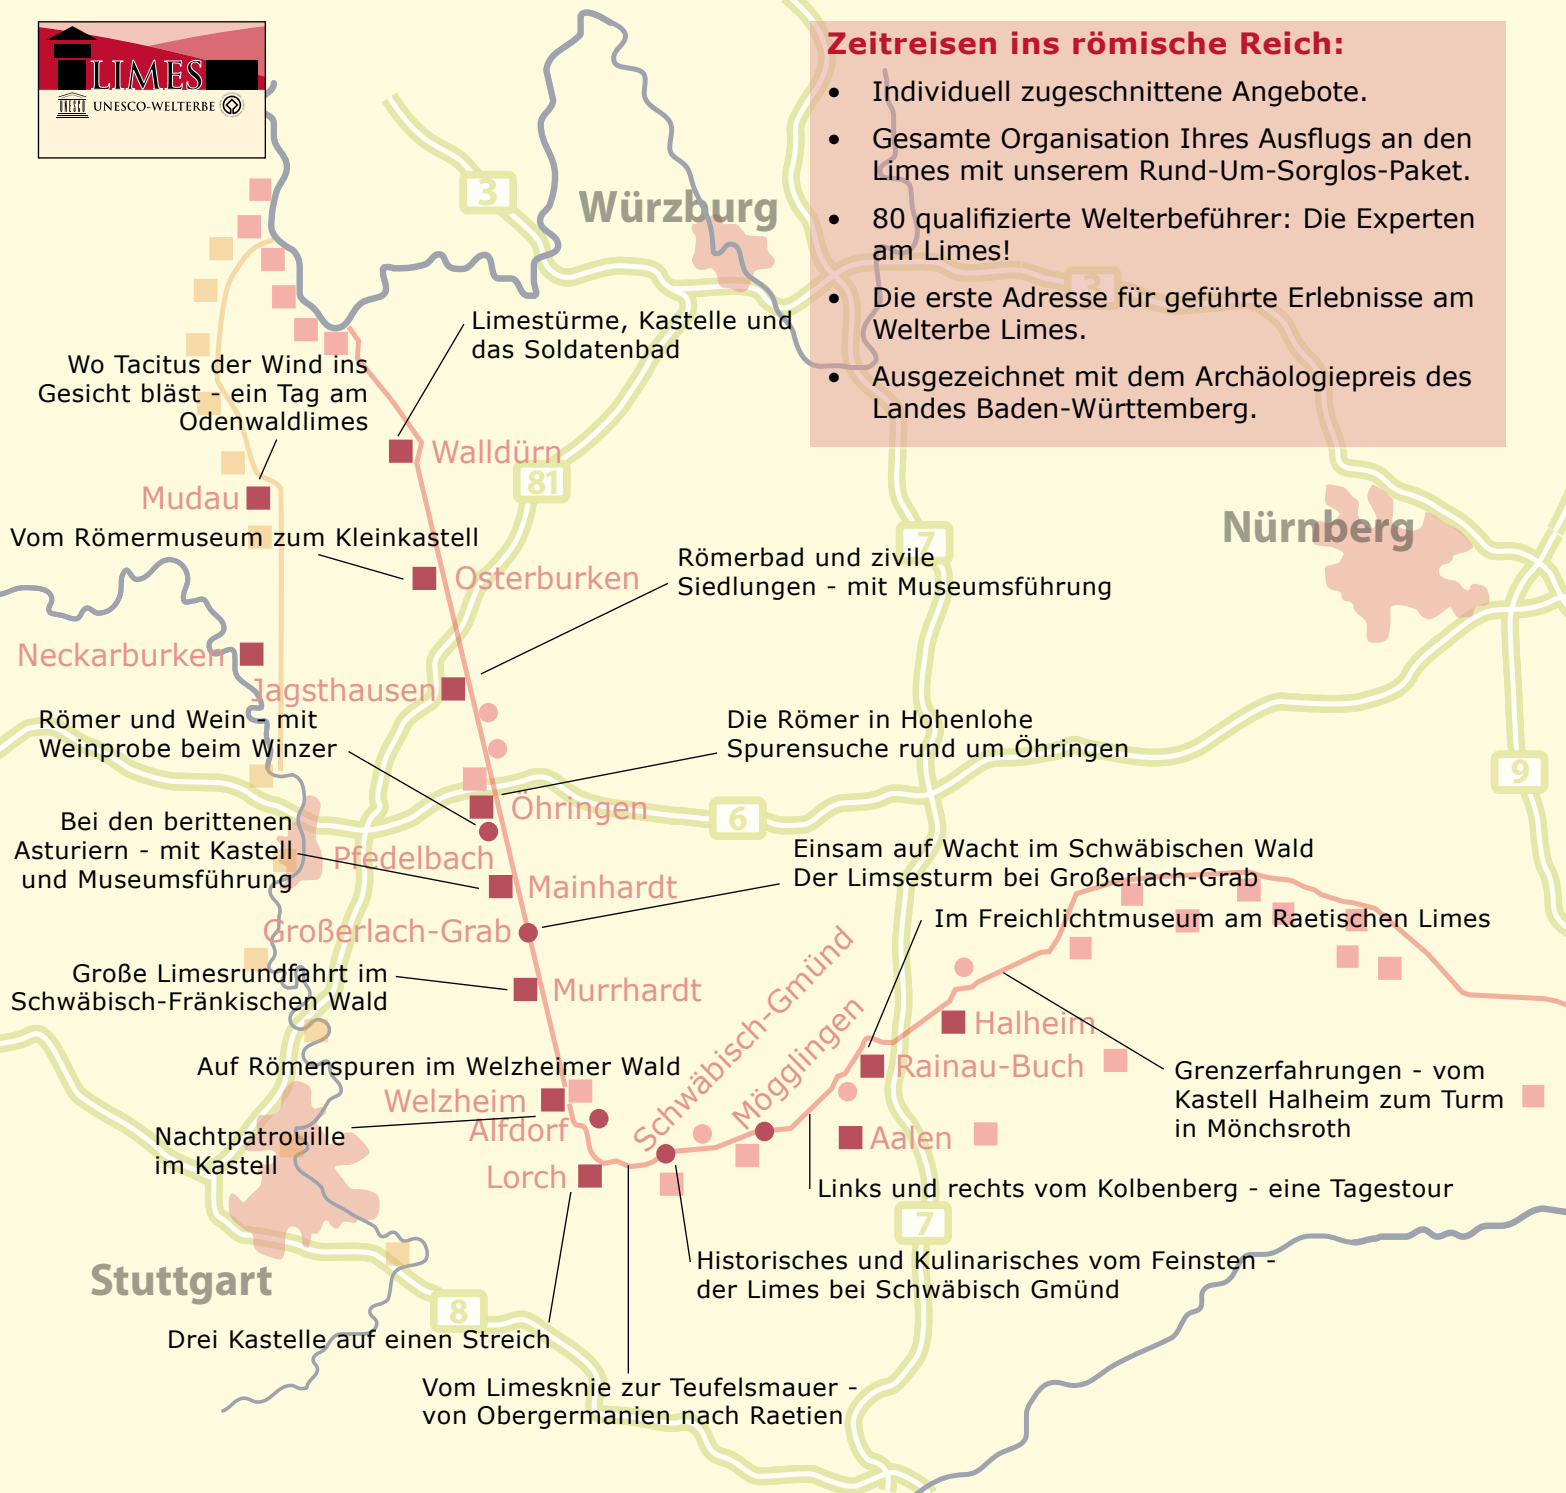 LIMES
UNESCO
UNESCO-WELTERBE
Zeitreisen ins römische Reich:
• Individuell zugeschnittene Angebote.
• Gesamte Organisation Ihres Ausflugs an den
Limes mit unserem Rund-Um-Sorglos-Paket.
• 80 qualifizierte Welterbeführer: Die Experten
am Limes!
• Die erste Adresse für geführte Erlebnisse am
Welterbe Limes.
• Ausgezeichnet mit dem Archäologiepreis des
Landes Baden-Württemberg.
3
Würzburg
3
Limestürme, Kastelle und
das Soldatenbad
Wo Tacitus der Wind ins
Gesicht bläst - ein Tag am
Odenwaldlimes
Walldürn
81
Mudau
Vom Römermuseum zum Kleinkastell
Nürnberg
7
Osterburken
Römerbad und zivile
Siedlungen - mit Museumsführung
Neckarburken
Jagsthausen
Römer und Wein - mit
Weinprobe beim Winzer
Die Römer in Hohenlohe
Spurensuche rund um Öhringen
9
Öhringen
6
Bei den berittenen
Asturiern - mit Kastell
und Museumsführung
Pfedelbach
Mainhardt
Einsam auf Wacht im Schwäbischen Wald
Der Limsesturm bei Großerlach-Grab
Großerlach-Grab
Im Freichlichtmuseum am Raetischen Limes
Große Limesrundfahrt im
Schwäbisch-Fränkischen Wald
Murrhardt
Schwäbisch-Gmünd
Mögglingen
Halheim
Rainau-Buch
Auf Römerspuren im Welzheimer Wald
Welzheim
Grenzerfahrungen - vom
Kastell Halheim zum Turm
in Mönchsroth
Alfdorf
Nachtpatrouille
im Kastell
Aalen
Lorch
Links und rechts vom Kolbenberg - eine Tagestour
7
Historisches und Kulinarisches vom Feinsten -
der Limes bei Schwäbisch Gmünd
Stuttgart
8
Drei Kastelle auf einen Streich
Vom Limesknie zur Teufelsmauer -
von Obergermanien nach Raetien